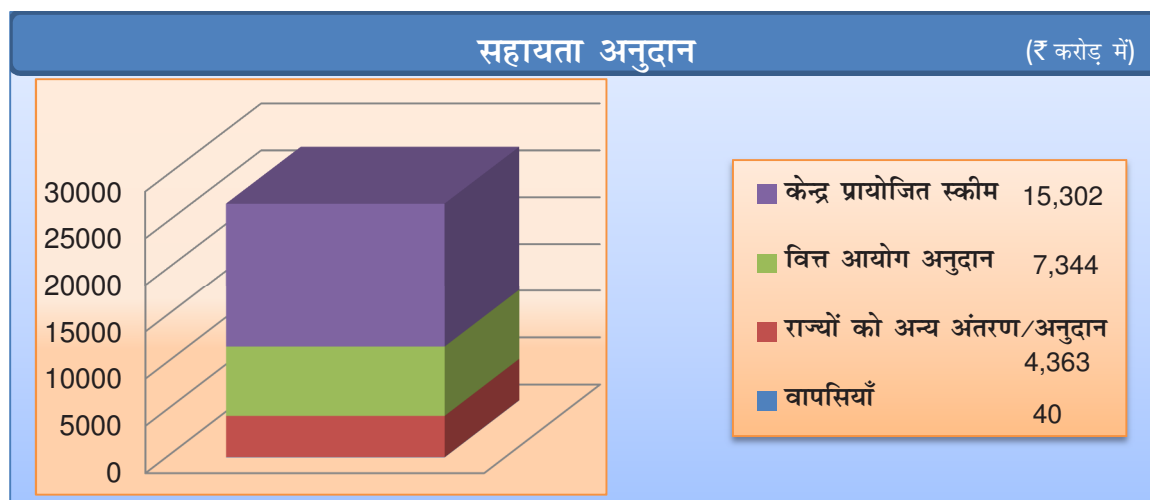 सहायता अनुदान (₹ करोड़ में)
30000
25000
20000
15000
10000
5000
0
केन्द्र प्रायोजित स्कीम 15,302
वित्त आयोग अनुदान 7,344
राज्यों को अन्य अंतरण/अनुदान
4,363
वापसियाँ 40